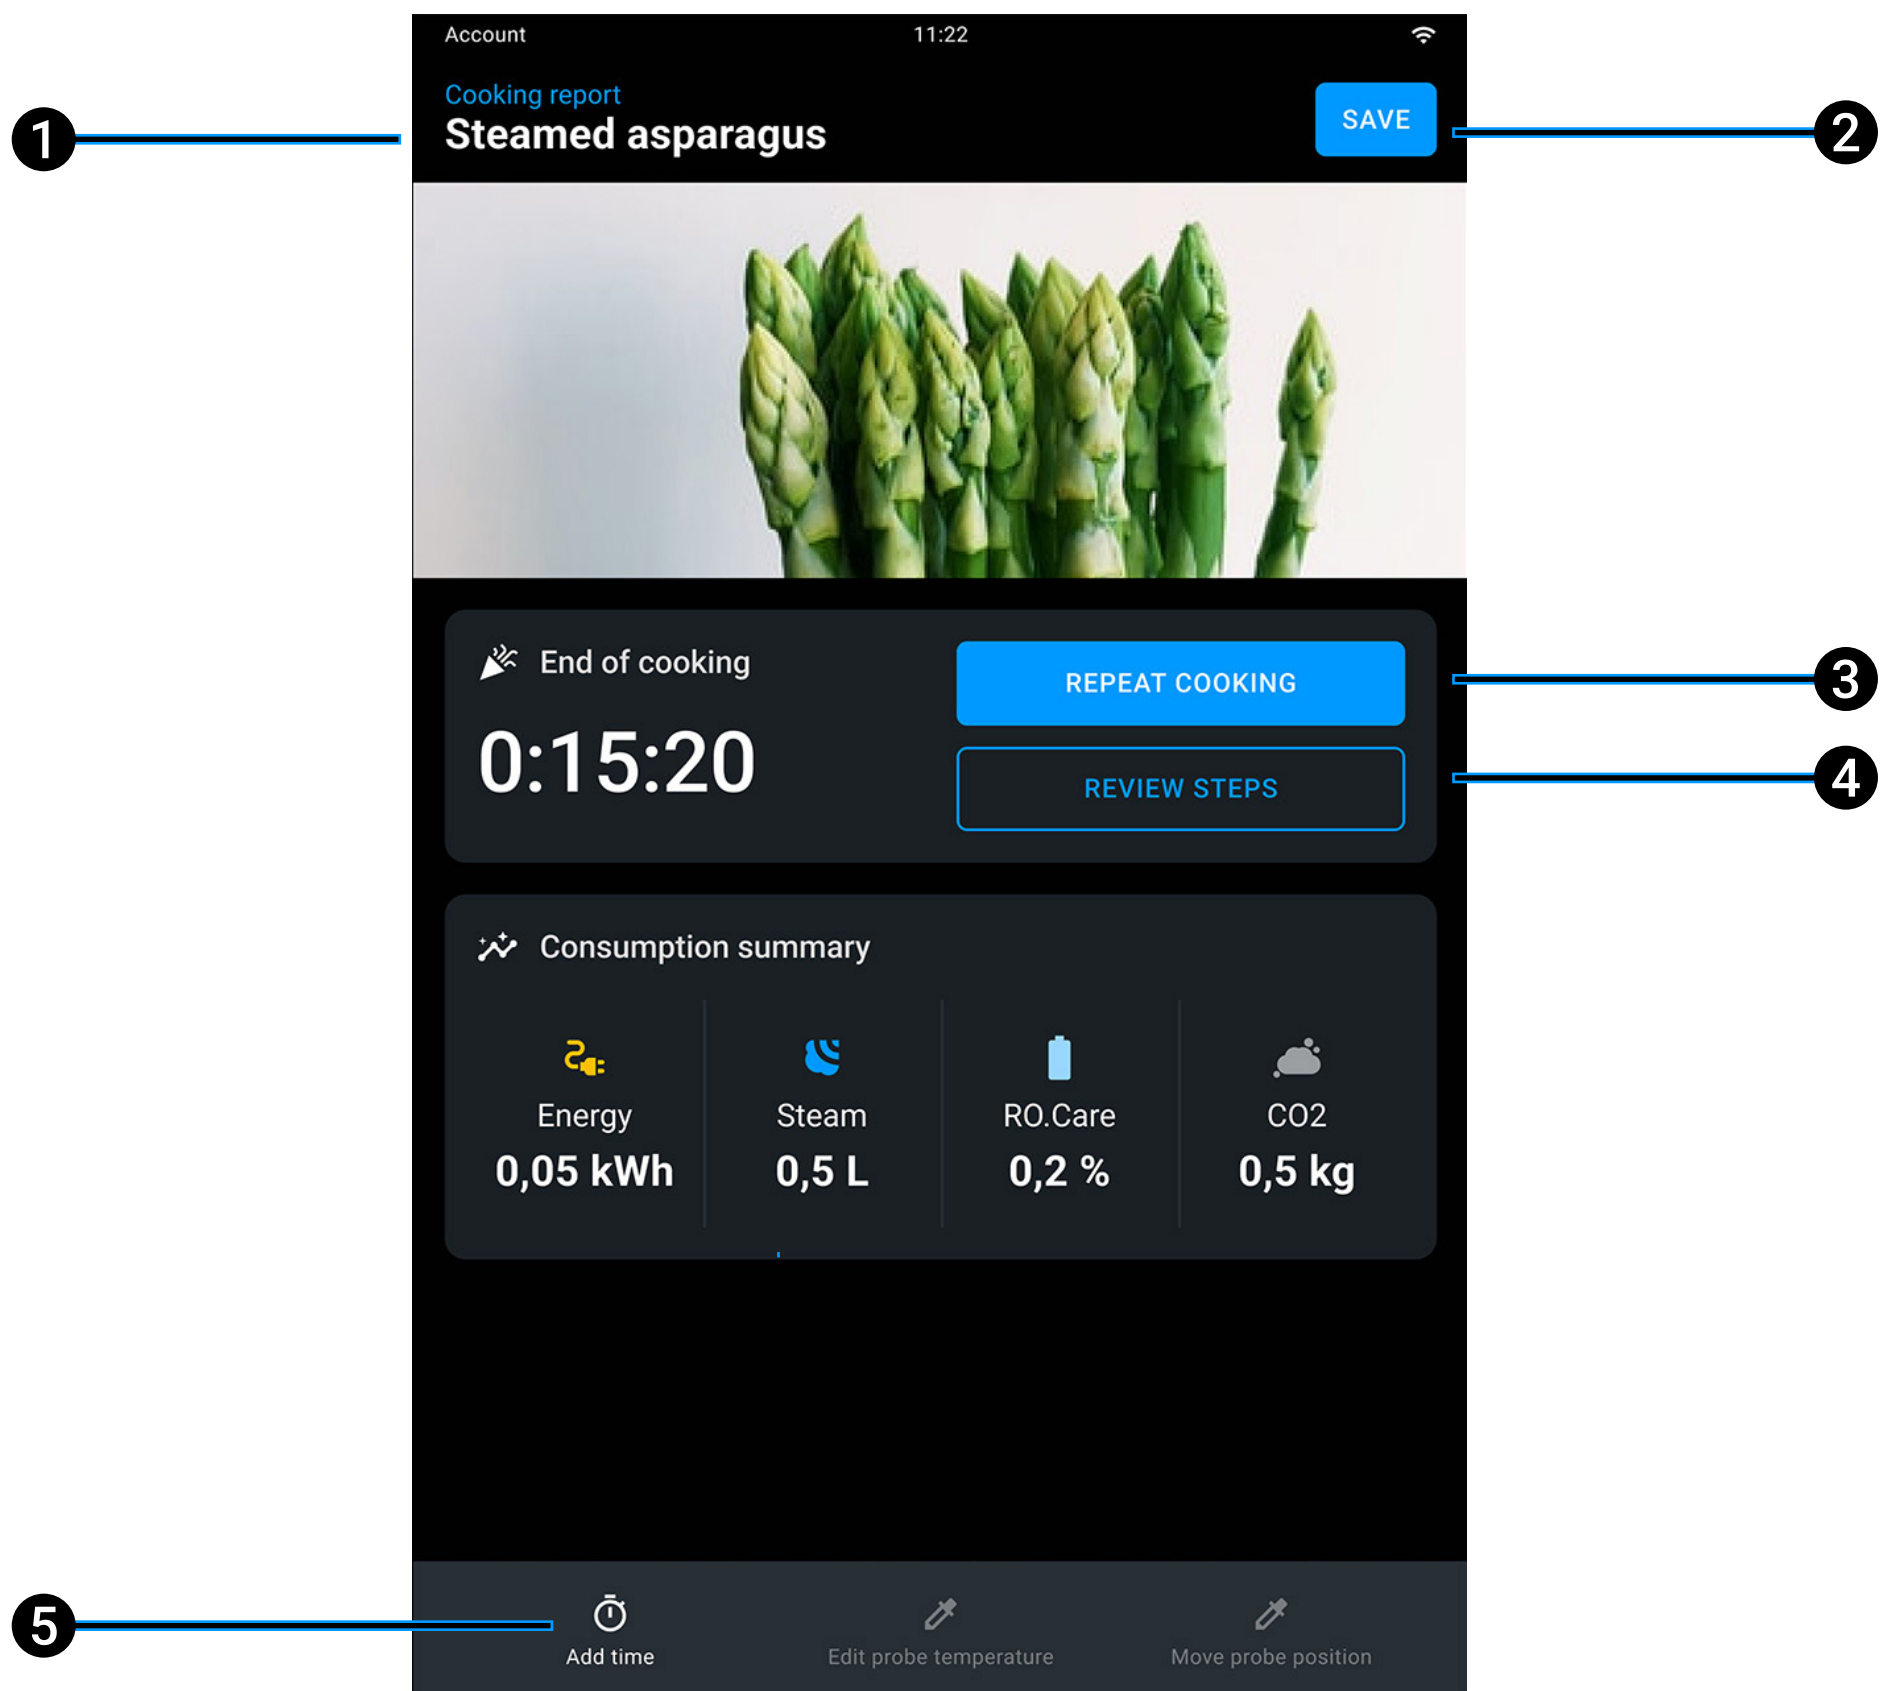 Account 11:22
Cooking report
Steamed asparagus
SAVE
1
2
End of cooking
0:15:20
REPEAT COOKING
3
REVIEW STEPS
4
Consumption summary
Energy Steam RO.Care CO2
0,05 kWh 0,5 L 0,2 % 0,5 kg
5
Add time Edit probe temperature Move probe position